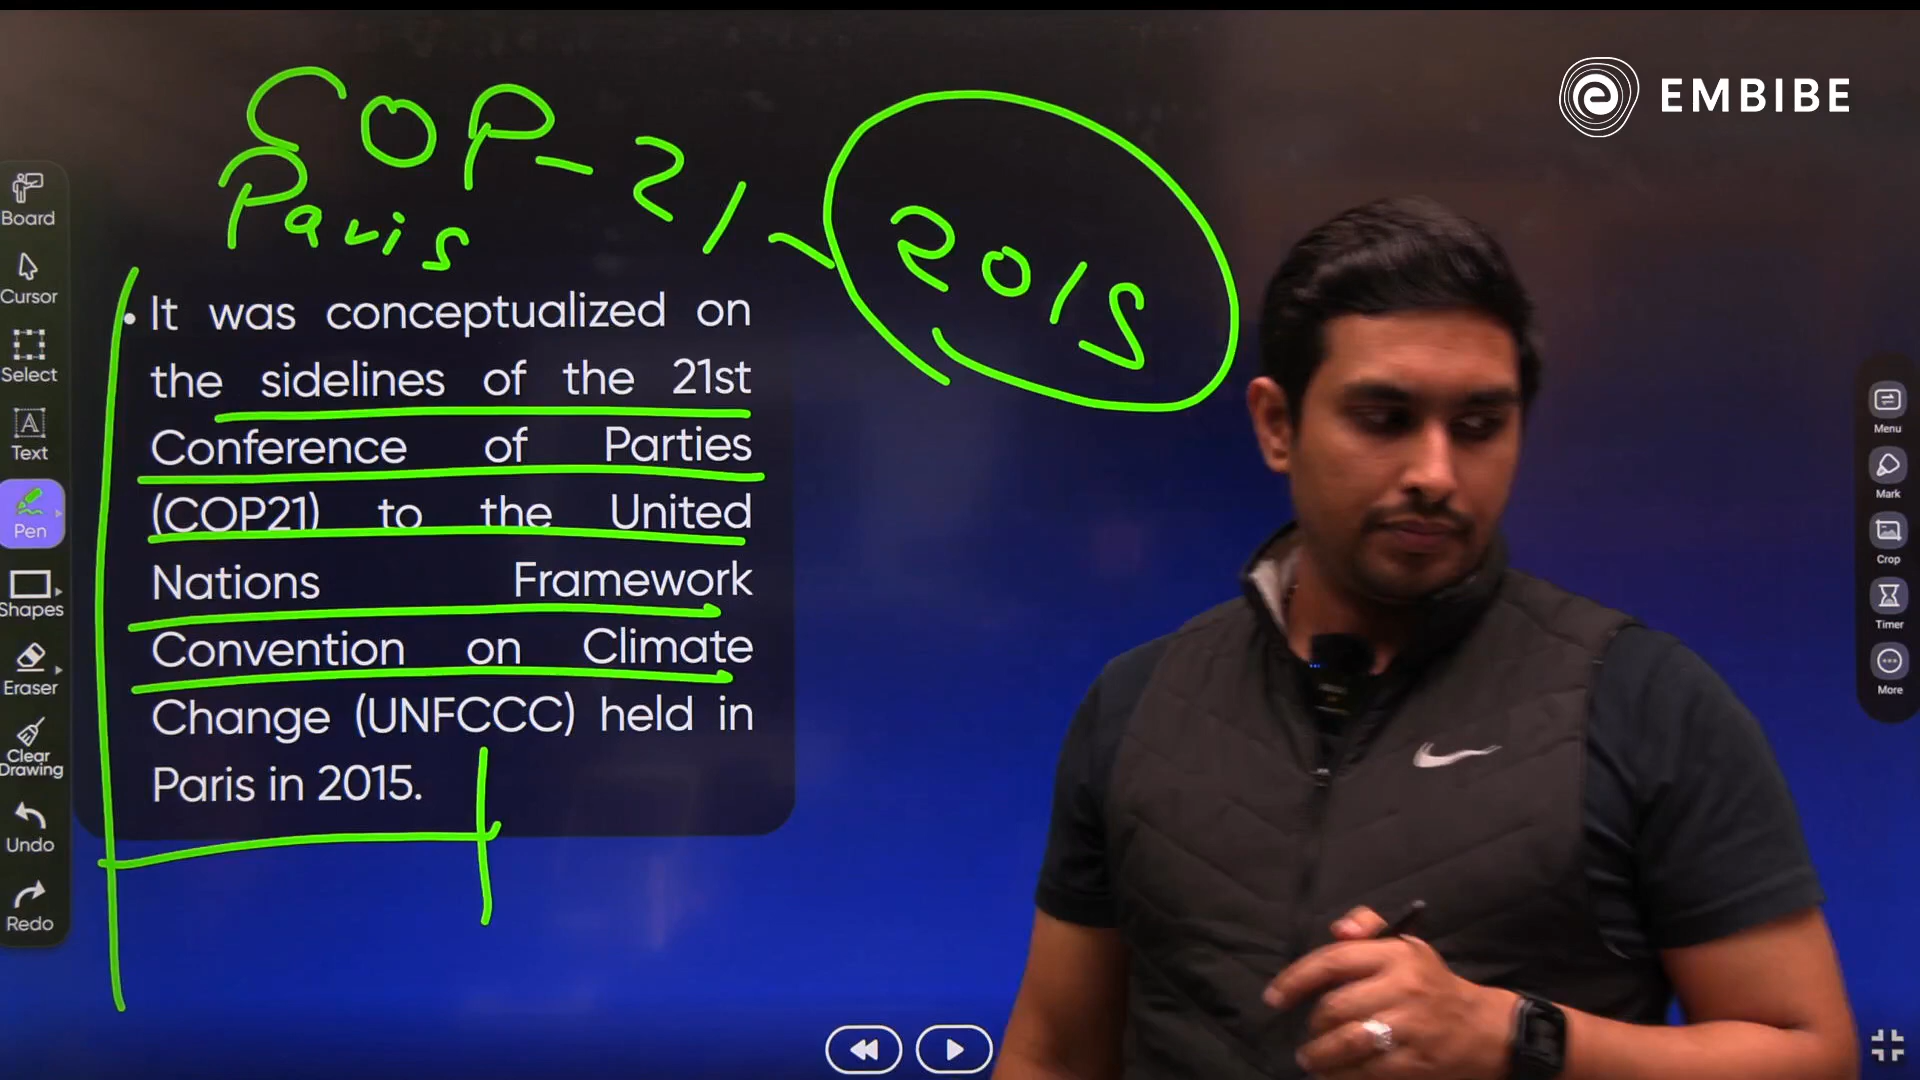 EMBIBE
COP-21 - 2015
Paris
• It was conceptualized on
the sidelines of the 21st
Conference of Parties
(COP21) to the United
Nations Framework
Convention on Climate
Change (UNFCCC) held in
Paris in 2015.
Board
Cursor
Select
Text
Pen
Shapes
Eraser
Clear
Drawing
Undo
Redo
Menu
Mark
Crop
Timer
More